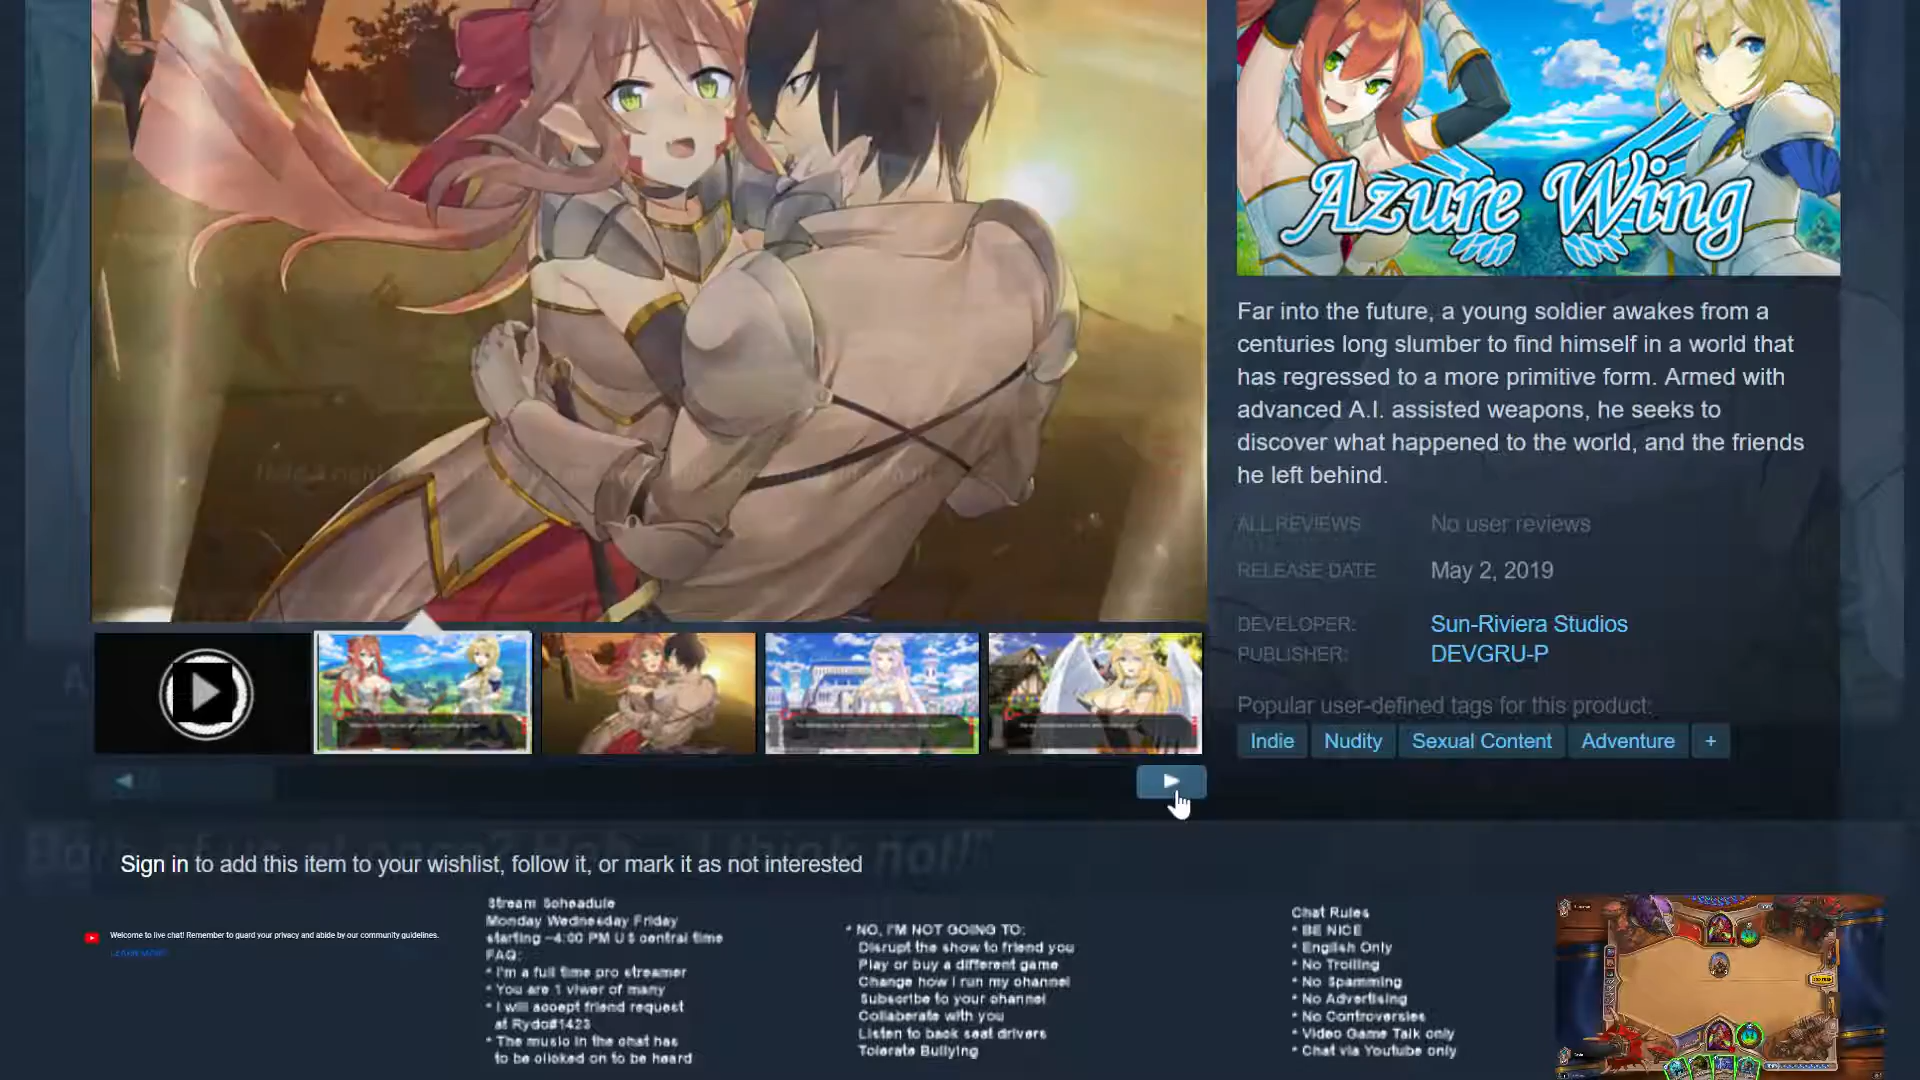 Azure Wing
Far into the future, a young soldier awakes from a
centuries long slumber to find himself in a world that
has regressed to a more primitive form. Armed with
advanced A.I. assisted weapons, he seeks to
discover what happened to the world, and the friends
he left behind.
ALL REVIEWS No user reviews
RELEASE DATE May 2, 2019
DEVELOPER: Sun-Riviera Studios
PUBLISHER: DEVGRU-P
Popular user-defined tags for this product:
Indie Nudity Sexual Content Adventure +
I think not!"
Sign in to add this item to your wishlist, follow it, or mark it as not interested
Welcome to live chat! Remember to guard your privacy and abide by our community guidelines.
LEARN MORE
Stream Scheadule
Monday Wednesday Friday
starting ~4:00 PM US central time
FAQ:
* I'm a full time pro streamer
* You are 1 viwer of many
* I will accept friend request
at Rydo#1423
* The music in the chat has
to be clicked on to be heard
* NO, I'M NOT GOING TO:
Disrupt the show to friend you
Play or buy a different game
Change how I run my channel
Subscribe to your channel
Collaberate with you
Listen to back seat drivers
Tolerate Bullying
Chat Rules
* BE NICE
* English Only
* No Trolling
* No Spamming
* No Advertising
* No Controversies
* Video Game Talk only
* Chat via Youtube only